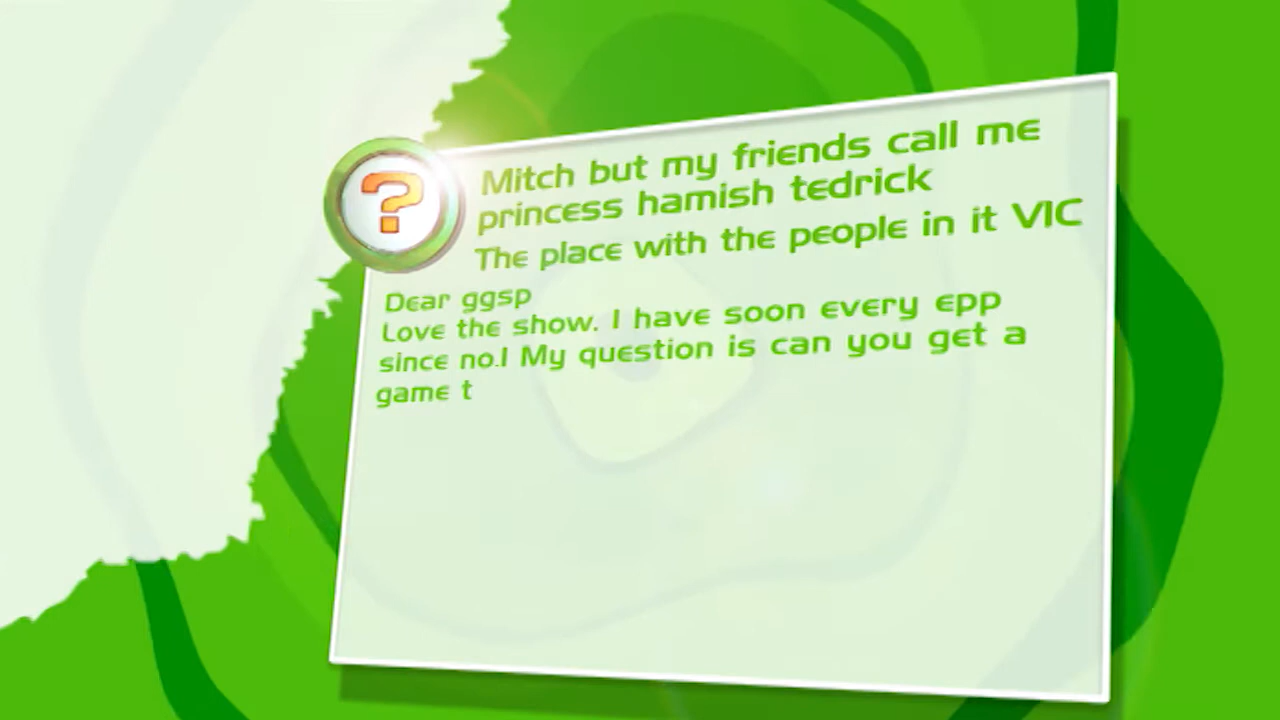 ?
Mitch but my friends call me
princess hamish tedrick
The place with the people in it VIC
Dear ggsp
Love the show. I have soon every epp
since no.1 My question is can you get a
game t